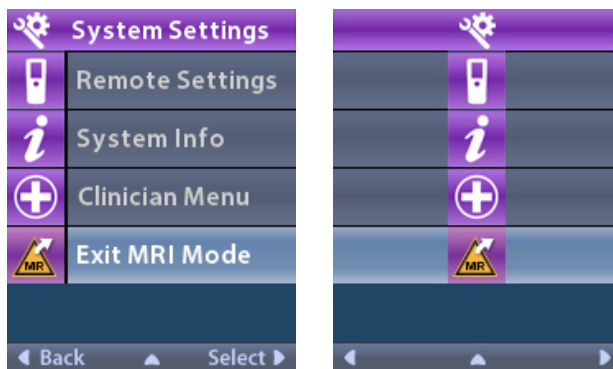 System Settings
Remote Settings
System Info
Clinician Menu
MR Exit MRI Mode
Back Select
MR